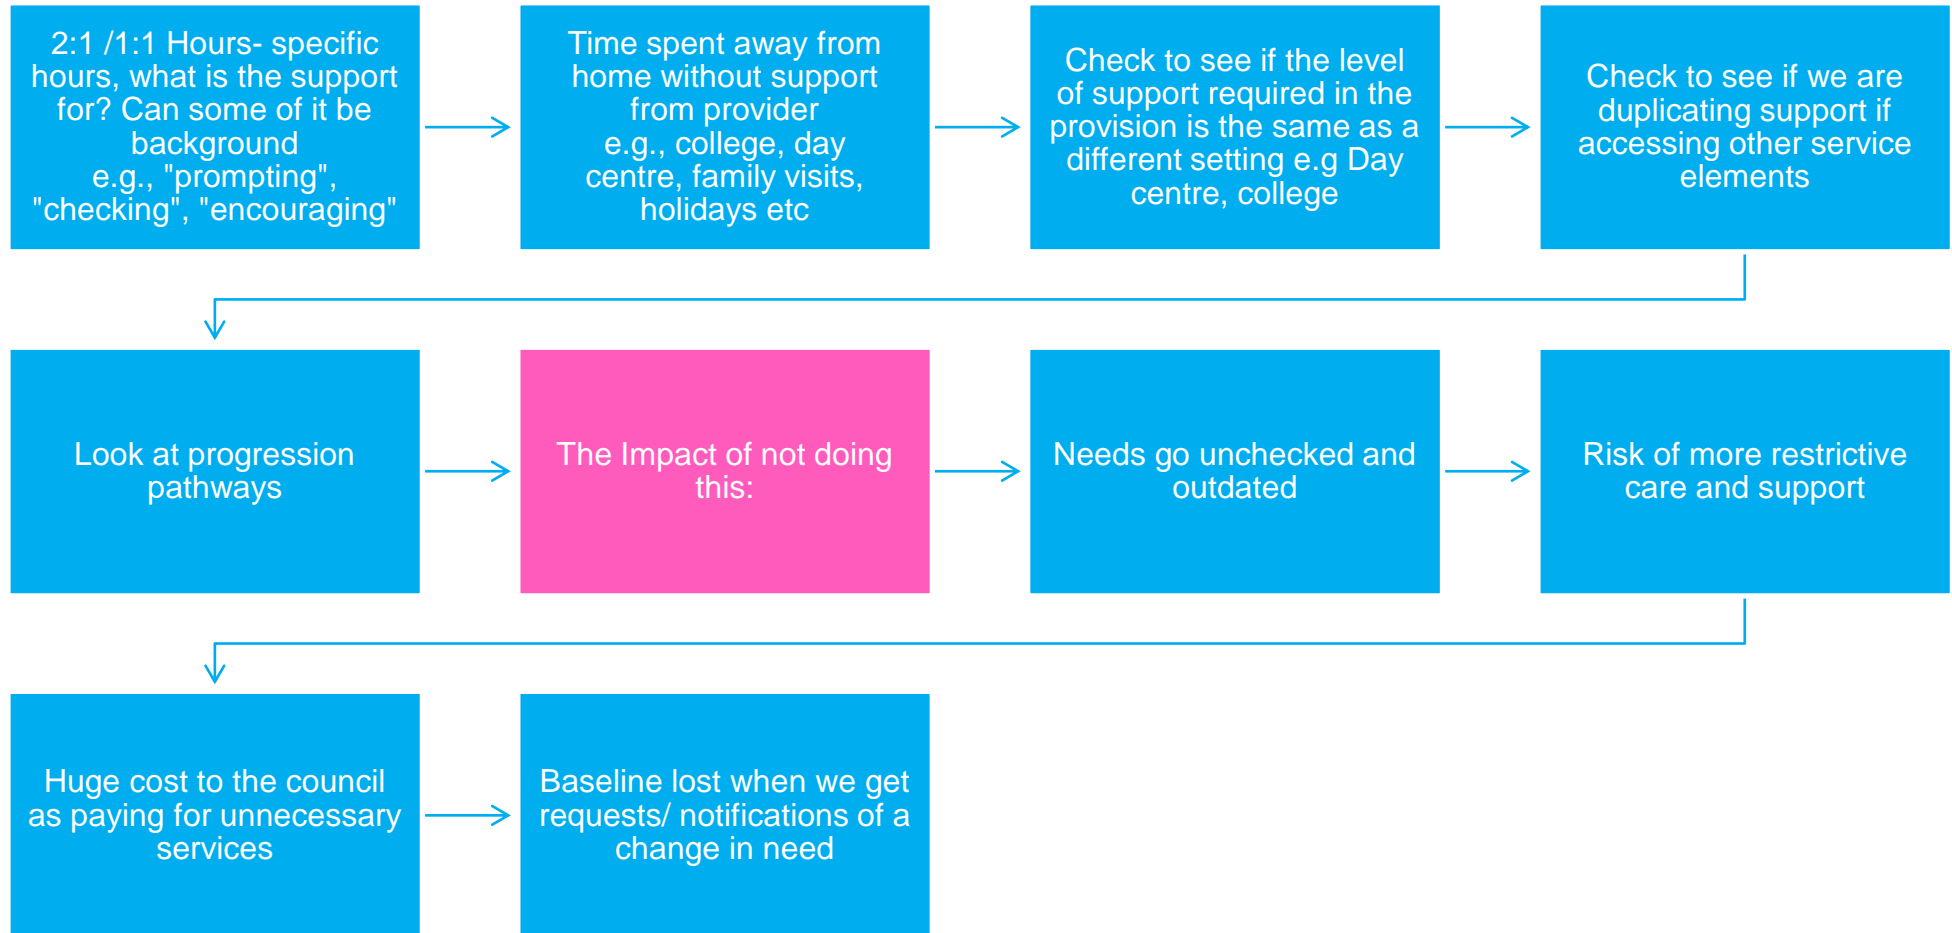 2:1 /1:1 Hours- specific
hours, what is the support
for? Can some of it be
background
e.g., "prompting",
"checking", "encouraging"
Time spent away from
home without support
from provider
e.g., college, day
centre, family visits,
holidays etc
Check to see if the level
of support required in the
provision is the same as a
different setting e.g Day
centre, college
Check to see if we are
duplicating support if
accessing other service
elements
Look at progression
pathways
The Impact of not doing
this:
Needs go unchecked and
outdated
Risk of more restrictive
care and support
Huge cost to the council
as paying for unnecessary
services
Baseline lost when we get
requests/ notifications of a
change in need